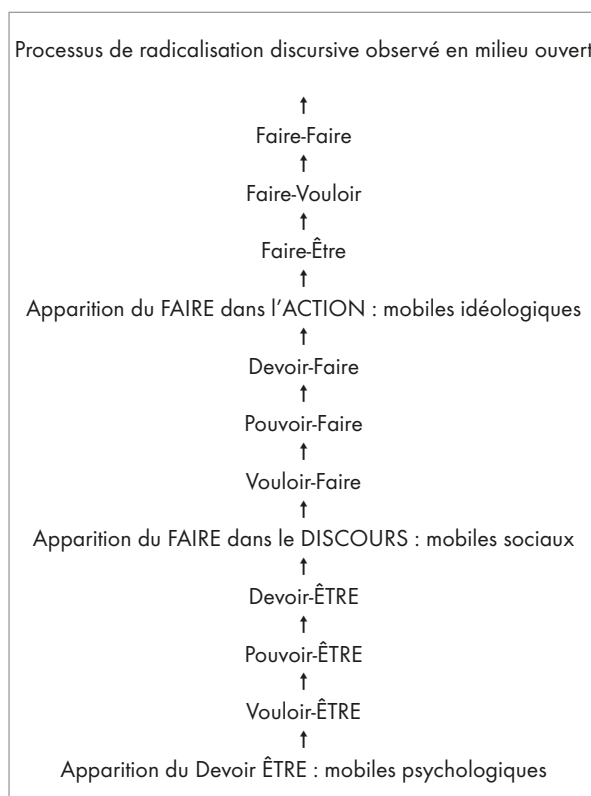 Processus de radicalisation discursive observé en milieu ouvert
Faire-Faire
Faire-Vouloir
Faire-Être
Apparition du FAIRE dans l’ACTION : mobiles idéologiques
Devoir-Faire
Pouvoir-Faire
Vouloir-Faire
Apparition du FAIRE dans le DISCOURS : mobiles sociaux
Devoir-ÊTRE
Pouvoir-ÊTRE
Vouloir-ÊTRE
Apparition du Devoir ÊTRE : mobiles psychologiques